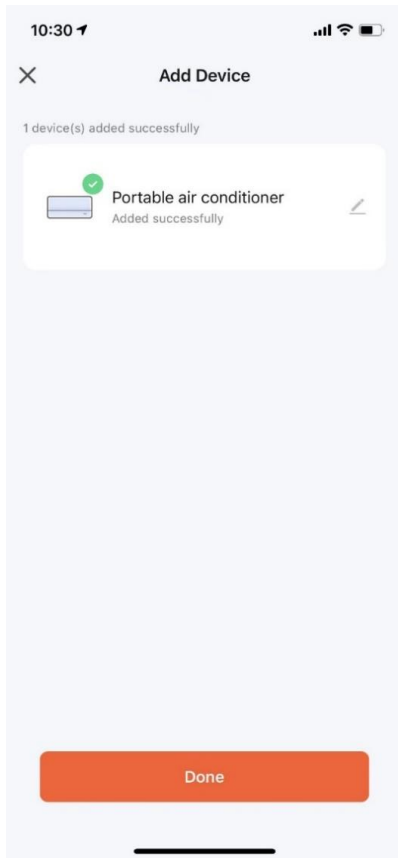 10:30
Add Device
1 device(s) added successfully
Portable air conditioner
Added successfully
Done